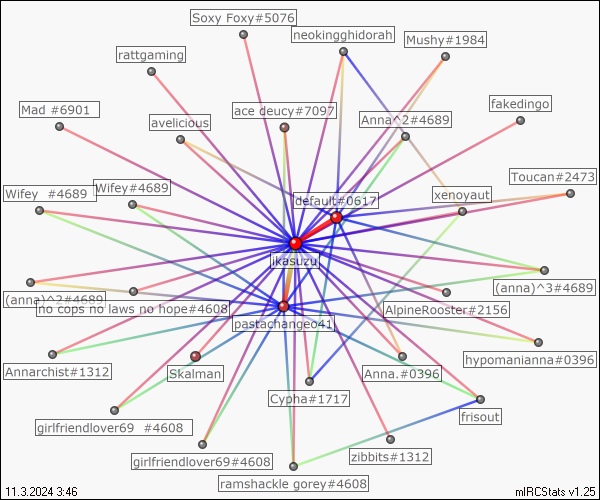 Soxy Foxy#5076
neokingghidorah
Mushy#1984
rattgaming
Mad #6901
avelicious
ace deucy#7097
Anna^2#4689
fakedingo
Wifey  #4689
Wifey#4689
default#0617
xenoyaut
Toucan#2473
likasuzu
(anna)^2#4689
no cops no laws no hope#4608
pastachangeo41
AlpineRooster#2156
(anna)^3#4689
Annarchist#1312
Skalman
Anna.#0396
hypomanianna#0396
Cypha#1717
frisout
girlfriendlover69  #4608
girlfriendlover69#4608
zibbits#1312
ramshackle gorey#4608
11.3.2024 3:46
mIRCStats v1.25